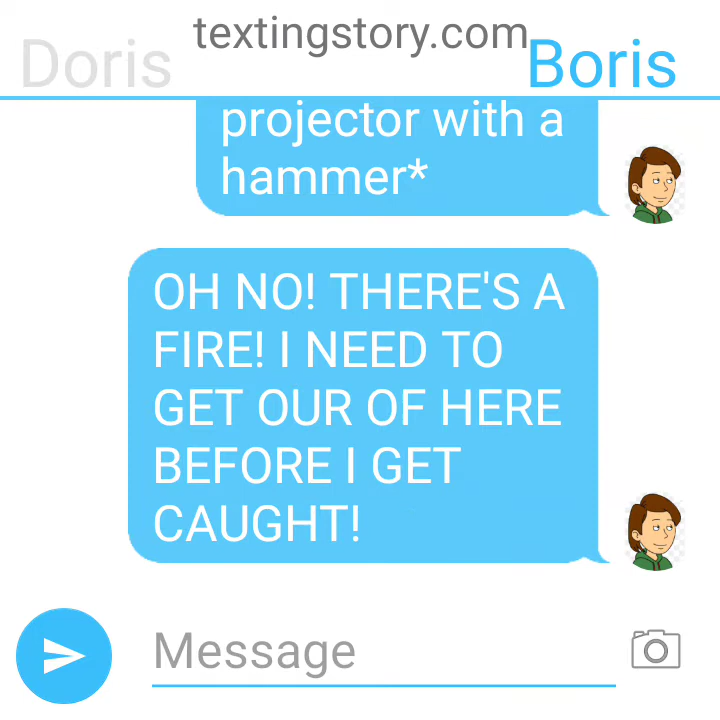 textingstory.com
Doris
Boris
projector with a
hammer*
OH NO! THERE'S A
FIRE! I NEED TO
GET OUR OF HERE
BEFORE I GET
CAUGHT!
Message